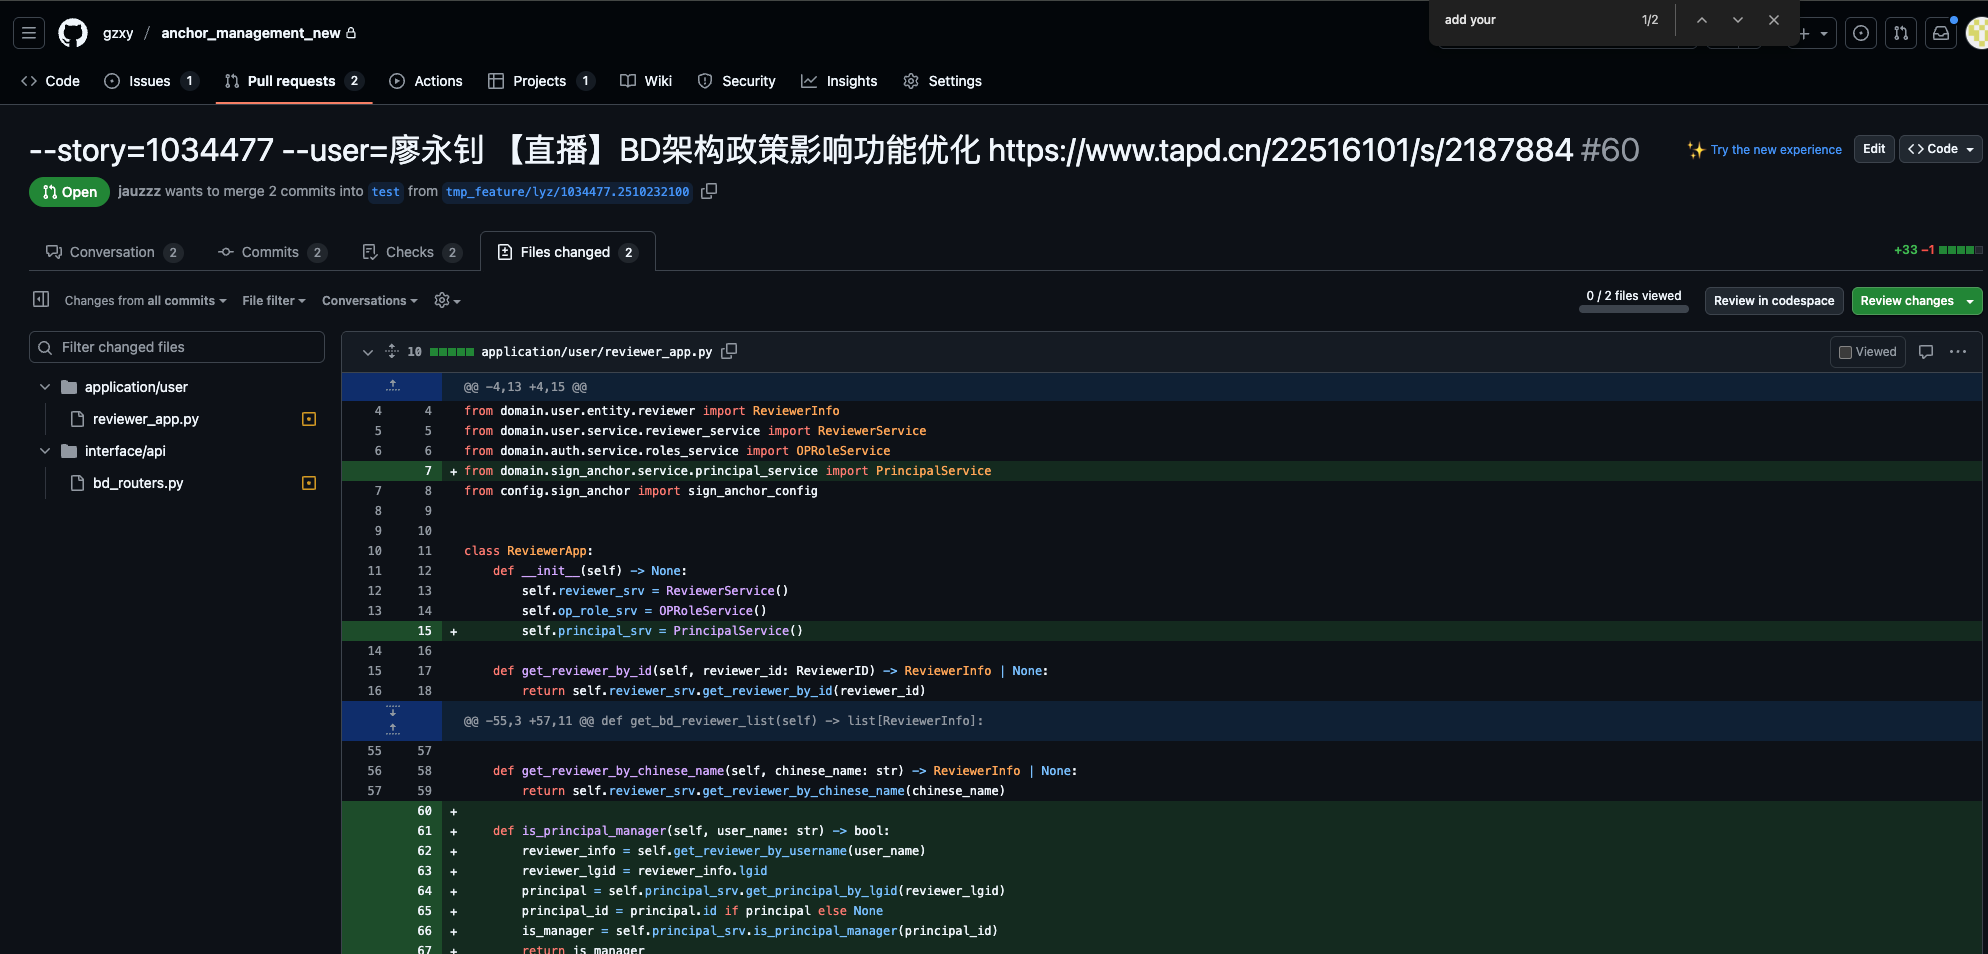 add your 1/2
gzxy / anchor_management_new
Code Issues 1 Pull requests 2 Actions Projects 1 Wiki Security Insights Settings
--story=1034477 --user=廖永钊 【直播】BD架构政策影响功能优化 https://www.tapd.cn/22516101/s/2187884 #60
Try the new experience Edit Code
Open jauzzz wants to merge 2 commits into test from tmp_feature/lyz/1034477.2510232100
Conversation 2 Commits 2 Checks 2 Files changed 2 +33 −1
Changes from all commits File filter Conversations 0 / 2 files viewed Review in codespace Review changes
Filter changed files
application/user
reviewer_app.py
interface/api
bd_routers.py
10 application/user/reviewer_app.py Viewed
@@ -4,13 +4,15 @@
4 4 from domain.user.entity.reviewer import ReviewerInfo
5 5 from domain.user.service.reviewer_service import ReviewerService
6 6 from domain.auth.service.roles_service import OPRoleService
7 + from domain.sign_anchor.service.principal_service import PrincipalService
7 8 from config.sign_anchor import sign_anchor_config
8 9
9 10
10 11 class ReviewerApp:
11 12 def __init__(self) -> None:
12 13 self.reviewer_srv = ReviewerService()
13 14 self.op_role_srv = OPRoleService()
15 + self.principal_srv = PrincipalService()
14 16
15 17 def get_reviewer_by_id(self, reviewer_id: ReviewerID) -> ReviewerInfo | None:
16 18 return self.reviewer_srv.get_reviewer_by_id(reviewer_id)
@@ -55,3 +57,11 @@ def get_bd_reviewer_list(self) -> list[ReviewerInfo]:
55 57
56 58 def get_reviewer_by_chinese_name(self, chinese_name: str) -> ReviewerInfo | None:
57 59 return self.reviewer_srv.get_reviewer_by_chinese_name(chinese_name)
60 +
61 + def is_principal_manager(self, user_name: str) -> bool:
62 + reviewer_info = self.get_reviewer_by_username(user_name)
63 + reviewer_lgid = reviewer_info.lgid
64 + principal = self.principal_srv.get_principal_by_lgid(reviewer_lgid)
65 + principal_id = principal.id if principal else None
66 + is_manager = self.principal_srv.is_principal_manager(principal_id)
67 + return is_manager